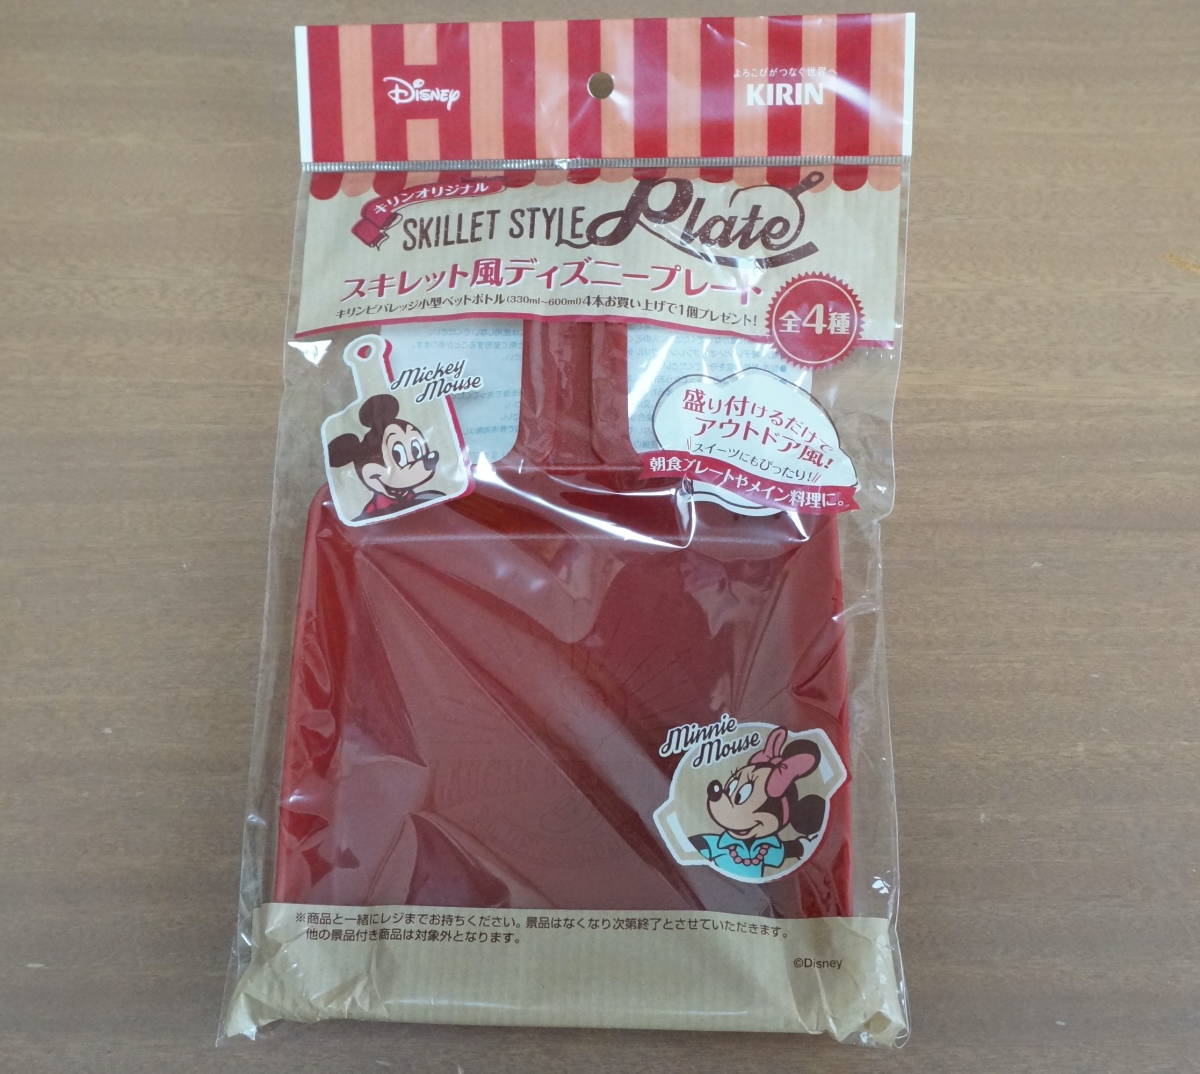 Disney
よろこびがつなぐ世界へ
KIRIN
キリンオリジナル
SKILLET STYLE Plate
スキレット風ディズニープレート
キリンビバレッジ小型ペットボトル(330ml~600ml)4本お買い上げで1個プレゼント!
全4種
Mickey
Mouse
盛り付けるだけで
アウトドア風!
スイーツにもぴったり!
朝食プレートやメイン料理に。
Minnie
Mouse
※商品と一緒にレジまでお持ちください。景品はなくなり次第終了とさせていただきます。
他の景品付き商品は対象外となります。
©Disney